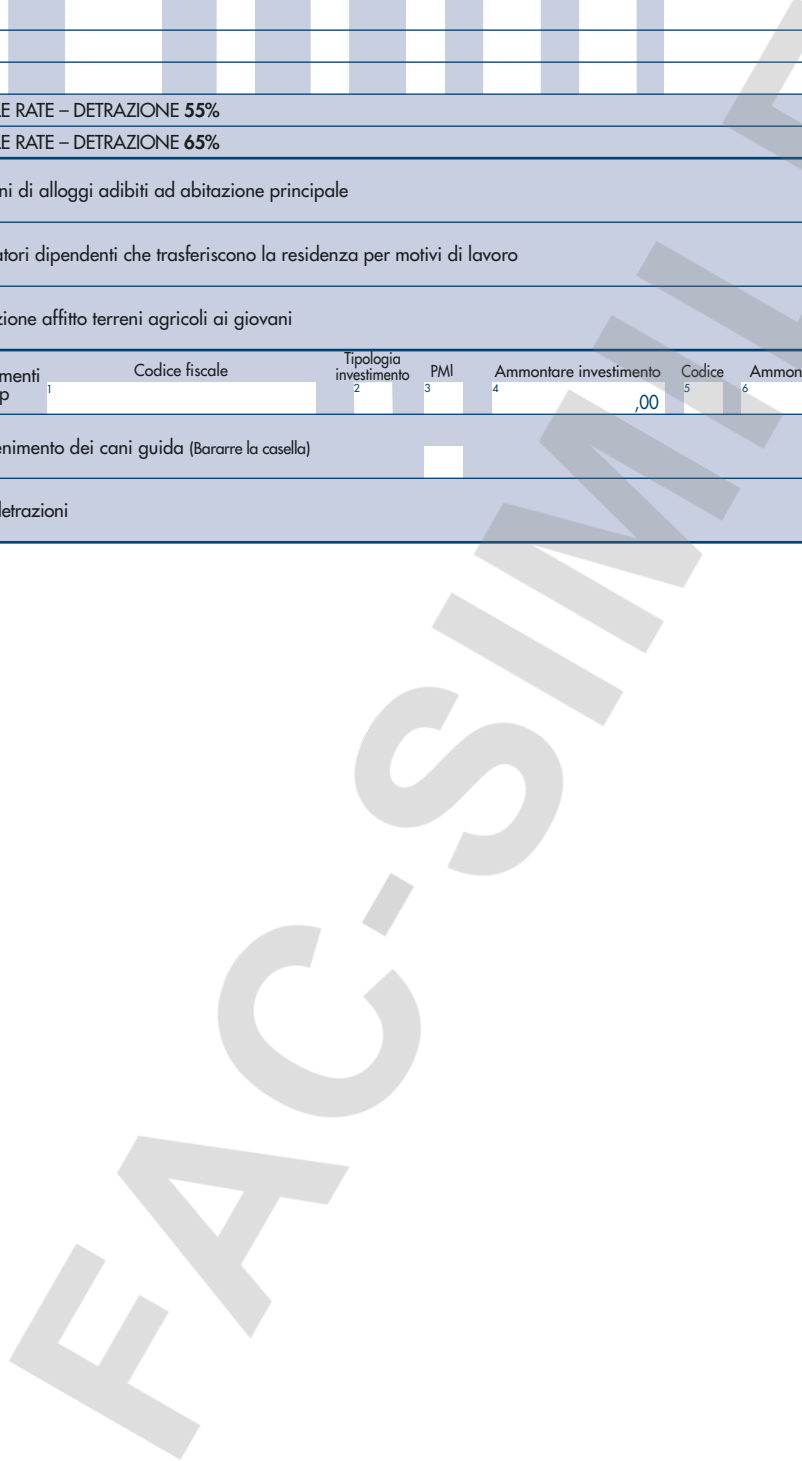 E RATE – DETRAZIONE 55%
E RATE – DETRAZIONE 65%
ni di alloggi adibiti ad abitazione principale
atori dipendenti che trasferiscono la residenza per motivi di lavoro
zione affitto terreni agricoli ai giovani
menti Codice fiscale Tipologia investimento PMI Ammontare investimento Codice Ammon
p 1 2 3 4 ,00 5 6
enimento dei cani guida (Bararre la casella)
detrazioni
FAC-SIMIL